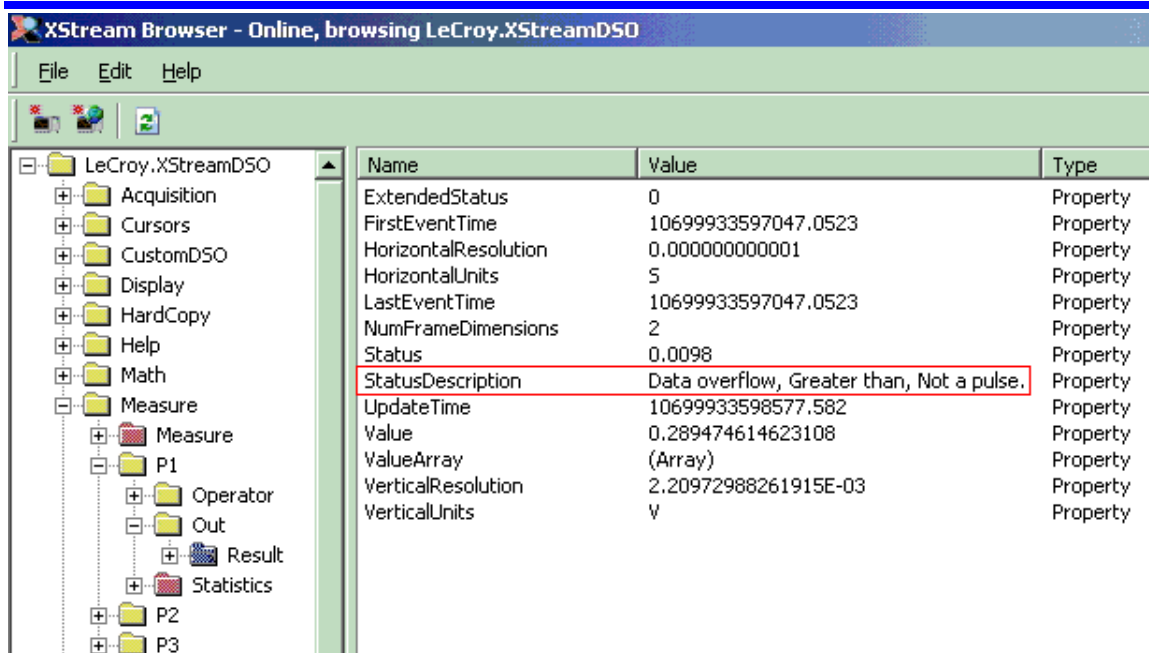 XStream Browser - Online, browsing LeCroy.XStreamDSO
File Edit Help
LeCroy.XStreamDSO
Acquisition
Cursors
CustomDSO
Display
HardCopy
Help
Math
Measure
Measure
P1
Operator
Out
Result
Statistics
P2
P3
Name Value Type
ExtendedStatus 0 Property
FirstEventTime 10699933597047.0523 Property
HorizontalResolution 0.000000000001 Property
HorizontalUnits S Property
LastEventTime 10699933597047.0523 Property
NumFrameDimensions 2 Property
Status 0.0098 Property
StatusDescription Data overflow, Greater than, Not a pulse. Property
UpdateTime 10699933598577.582 Property
Value 0.289474614623108 Property
ValueArray (Array) Property
VerticalResolution 2.20972988261915E-03 Property
VerticalUnits V Property